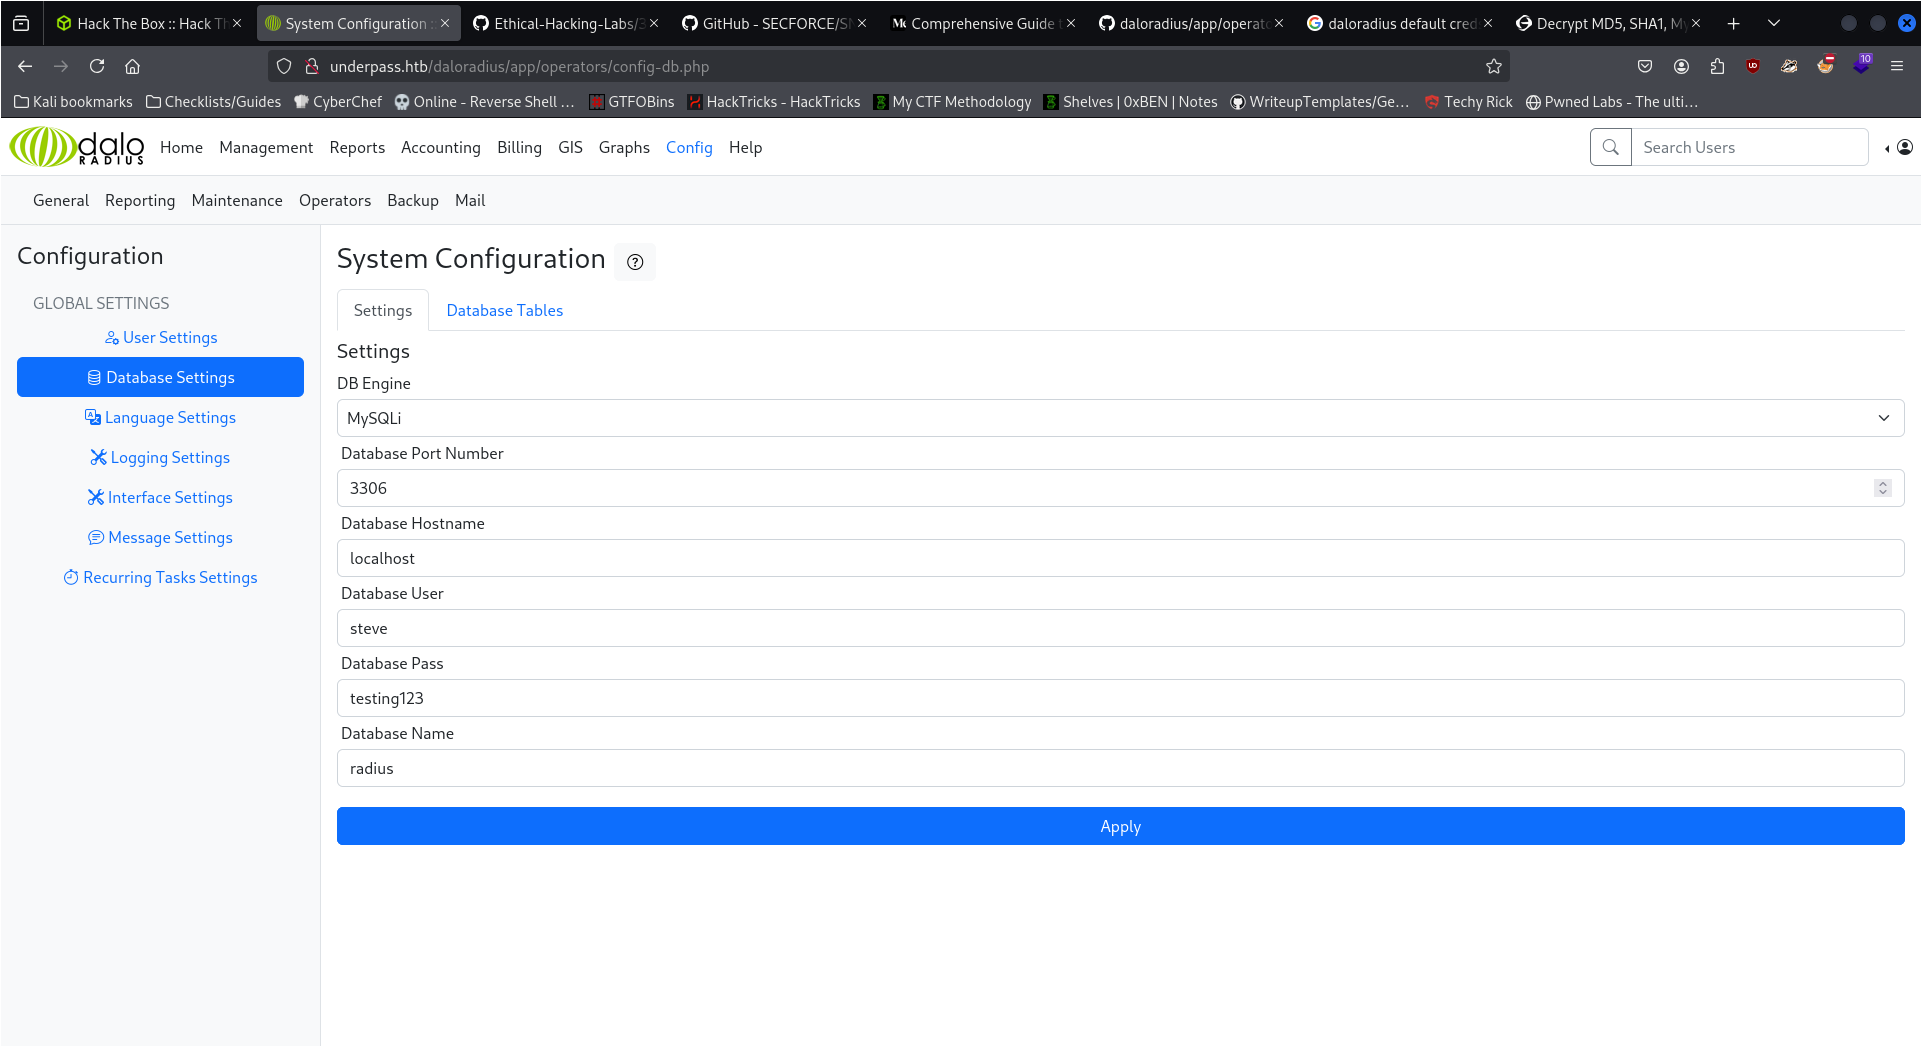 Hack The Box :: Hack Th
System Configuration ::
Ethical-Hacking-Labs/3
GitHub - SECFORCE/SN
Comprehensive Guide t
daloradius/app/operato
daloradius default cred
Decrypt MD5, SHA1, My
underpass.htb/daloradius/app/operators/config-db.php
10
Kali bookmarks
Checklists/Guides
CyberChef
Online - Reverse Shell …
GTFOBins
HackTricks - HackTricks
My CTF Methodology
Shelves | 0xBEN | Notes
WriteupTemplates/Ge…
Techy Rick
Pwned Labs - The ulti…
dalo
RADIUS
Home Management Reports Accounting Billing GIS Graphs Config Help
Search Users
General Reporting Maintenance Operators Backup Mail
Configuration
GLOBAL SETTINGS
User Settings
Database Settings
Language Settings
Logging Settings
Interface Settings
Message Settings
Recurring Tasks Settings
System Configuration
Settings
Database Tables
Settings
DB Engine
MySQLi
Database Port Number
3306
Database Hostname
localhost
Database User
steve
Database Pass
testing123
Database Name
radius
Apply